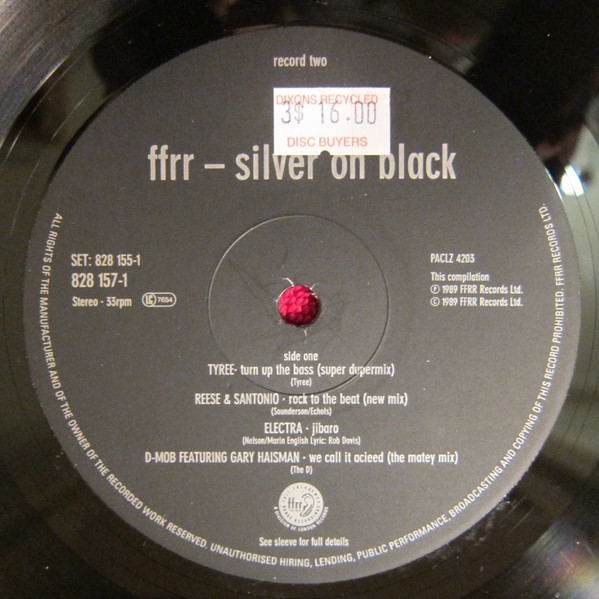 record two
DIXONS RECYCLED
3$ 16.00
DISC BUYERS
ffrr – silver on black
SET: 828 155-1
828 157-1
Stereo · 33rpm
LC 7654
PACLZ 4203
This compilation
Ⓟ 1989 FFRR Records Ltd.
© 1989 FFRR Records Ltd.
side one
TYREE- turn up the bass (super dupermix)
(Tyree)
REESE & SANTONIO - rock to the beat (new mix)
(Saunderson/Echols)
ELECTRA - jibaro
(Nelson/Marin English Lyric: Rob Davis)
D-MOB FEATURING GARY HAISMAN - we call it acieed (the matey mix)
(The D)
ffrr
A DIVISION OF LONDON RECORDS
See sleeve for full details
ALL RIGHTS OF THE MANUFACTURER AND OF THE OWNER OF THE RECORDED WORK RESERVED. UNAUTHORISED HIRING, LENDING, PUBLIC PERFORMANCE, BROADCASTING AND COPYING OF THIS RECORD PROHIBITED. FFRR RECORDS LTD.